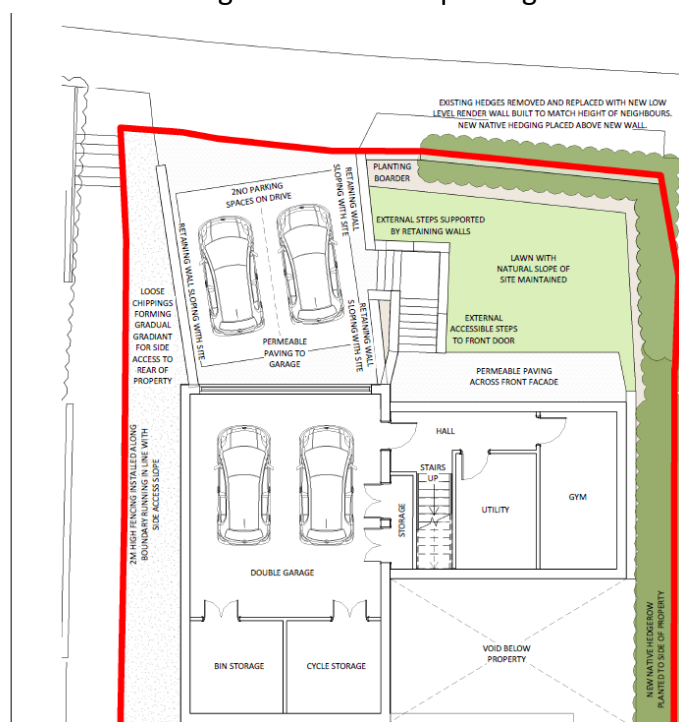 EXISTING HEDGES REMOVED AND REPLACED WITH NEW LOW
LEVEL RENDER WALL BUILT TO MATCH HEIGHT OF NEIGHBOURS.
NEW NATIVE HEDGING PLACED ABOVE NEW WALL.
PLANTING
BOARDER
2NO PARKING
SPACES ON DRIVE
RETAINING WALL
SLOPING WITH SITE
EXTERNAL STEPS SUPPORTED
BY RETAINING WALLS
RETAINING WALL SLOPING WITH SITE
LAWN WITH
NATURAL SLOPE OF
SITE MAINTAINED
LOOSE
CHIPPINGS
FORMING
GRADUAL
GRADIANT
FOR SIDE
ACCESS TO
REAR OF
PROPERTY
RETAINING WALL
SLOPING WITH SITE
EXTERNAL
ACCESSIBLE STEPS
TO FRONT DOOR
PERMEABLE
PAVING TO
GARAGE
PERMEABLE PAVING
ACROSS FRONT FACADE
2M HIGH FENCING INSTALLED ALONG
BOUNDARY RUNNING IN LINE WITH
SIDE ACCESS SLOPE
HALL
STAIRS
UP
STORAGE
UTILITY
GYM
DOUBLE GARAGE
BIN STORAGE
CYCLE STORAGE
VOID BELOW
PROPERTY
NEW NATIVE HEDGEROW
PLANTED TO SIDE OF PROPERTY